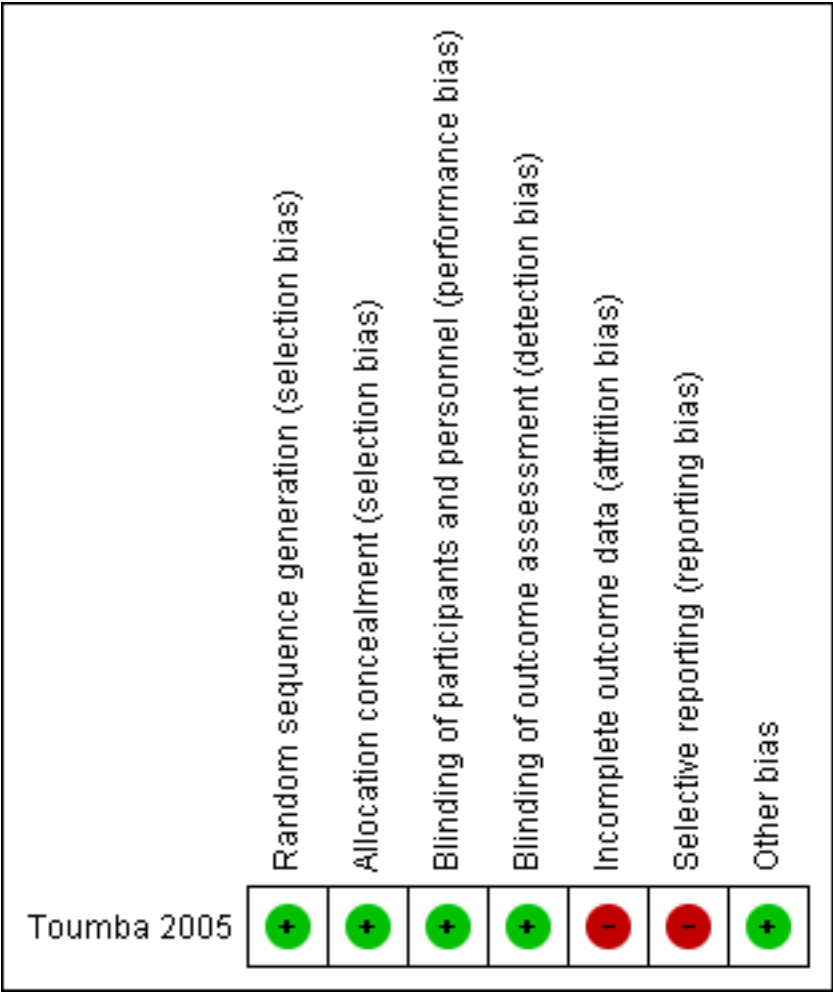 Random sequence generation (selection bias)
Allocation concealment (selection bias)
Blinding of participants and personnel (performance bias)
Blinding of outcome assessment (detection bias)
Incomplete outcome data (attrition bias)
Selective reporting (reporting bias)
Other bias
Toumba 2005 + + + + - - +